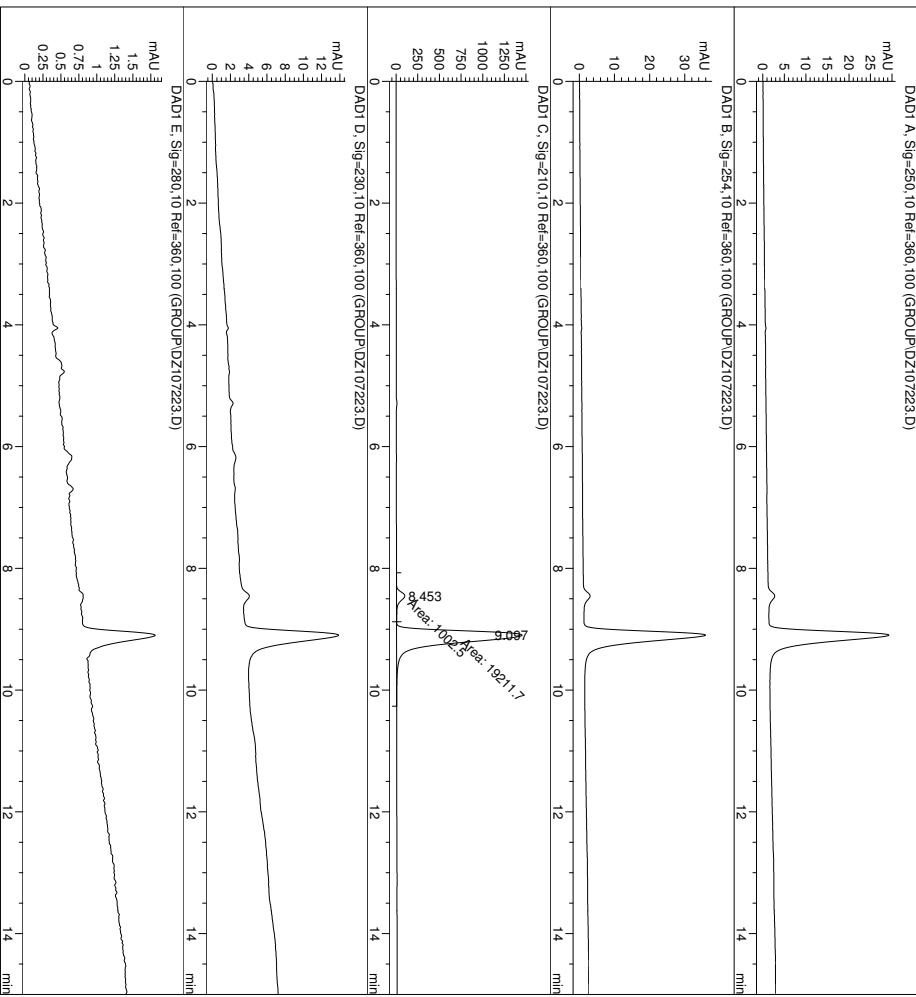 DAD1 A, Sig=250,10 Ref=360,100 (GROUP\DZ107223.D)
mAU
25
20
15
10
5
0
0 2 4 6 8 10 12 14 min
DAD1 B, Sig=254,10 Ref=360,100 (GROUP\DZ107223.D)
mAU
30
20
10
0
0 2 4 6 8 10 12 14 min
DAD1 C, Sig=210,10 Ref=360,100 (GROUP\DZ107223.D)
mAU
1250
1000
750
500
250
0
8.453
Area: 1002.5
9.097
Area: 19211.7
0 2 4 6 8 10 12 14 min
DAD1 D, Sig=230,10 Ref=360,100 (GROUP\DZ107223.D)
mAU
12
10
8
6
4
2
0
0 2 4 6 8 10 12 14 min
DAD1 E, Sig=280,10 Ref=360,100 (GROUP\DZ107223.D)
mAU
1.5
1.25
1
0.75
0.5
0.25
0
0 2 4 6 8 10 12 14 min